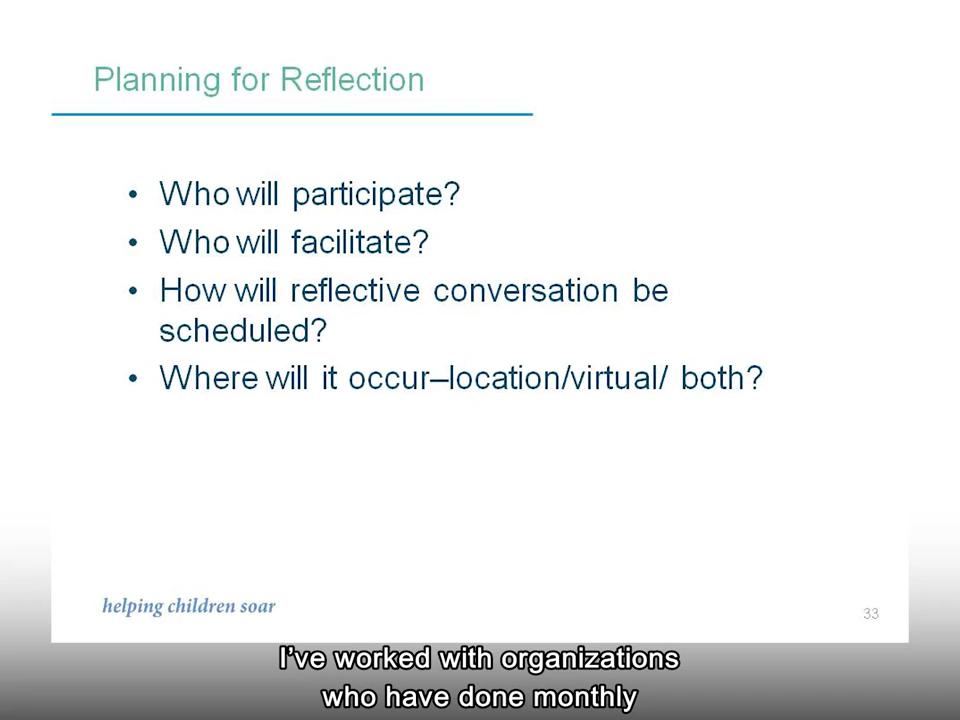 Planning for Reflection
• Who will participate?
• Who will facilitate?
• How will reflective conversation be
scheduled?
• Where will it occur–location/virtual/ both?
helping children soar
33
I've worked with organizations
who have done monthly